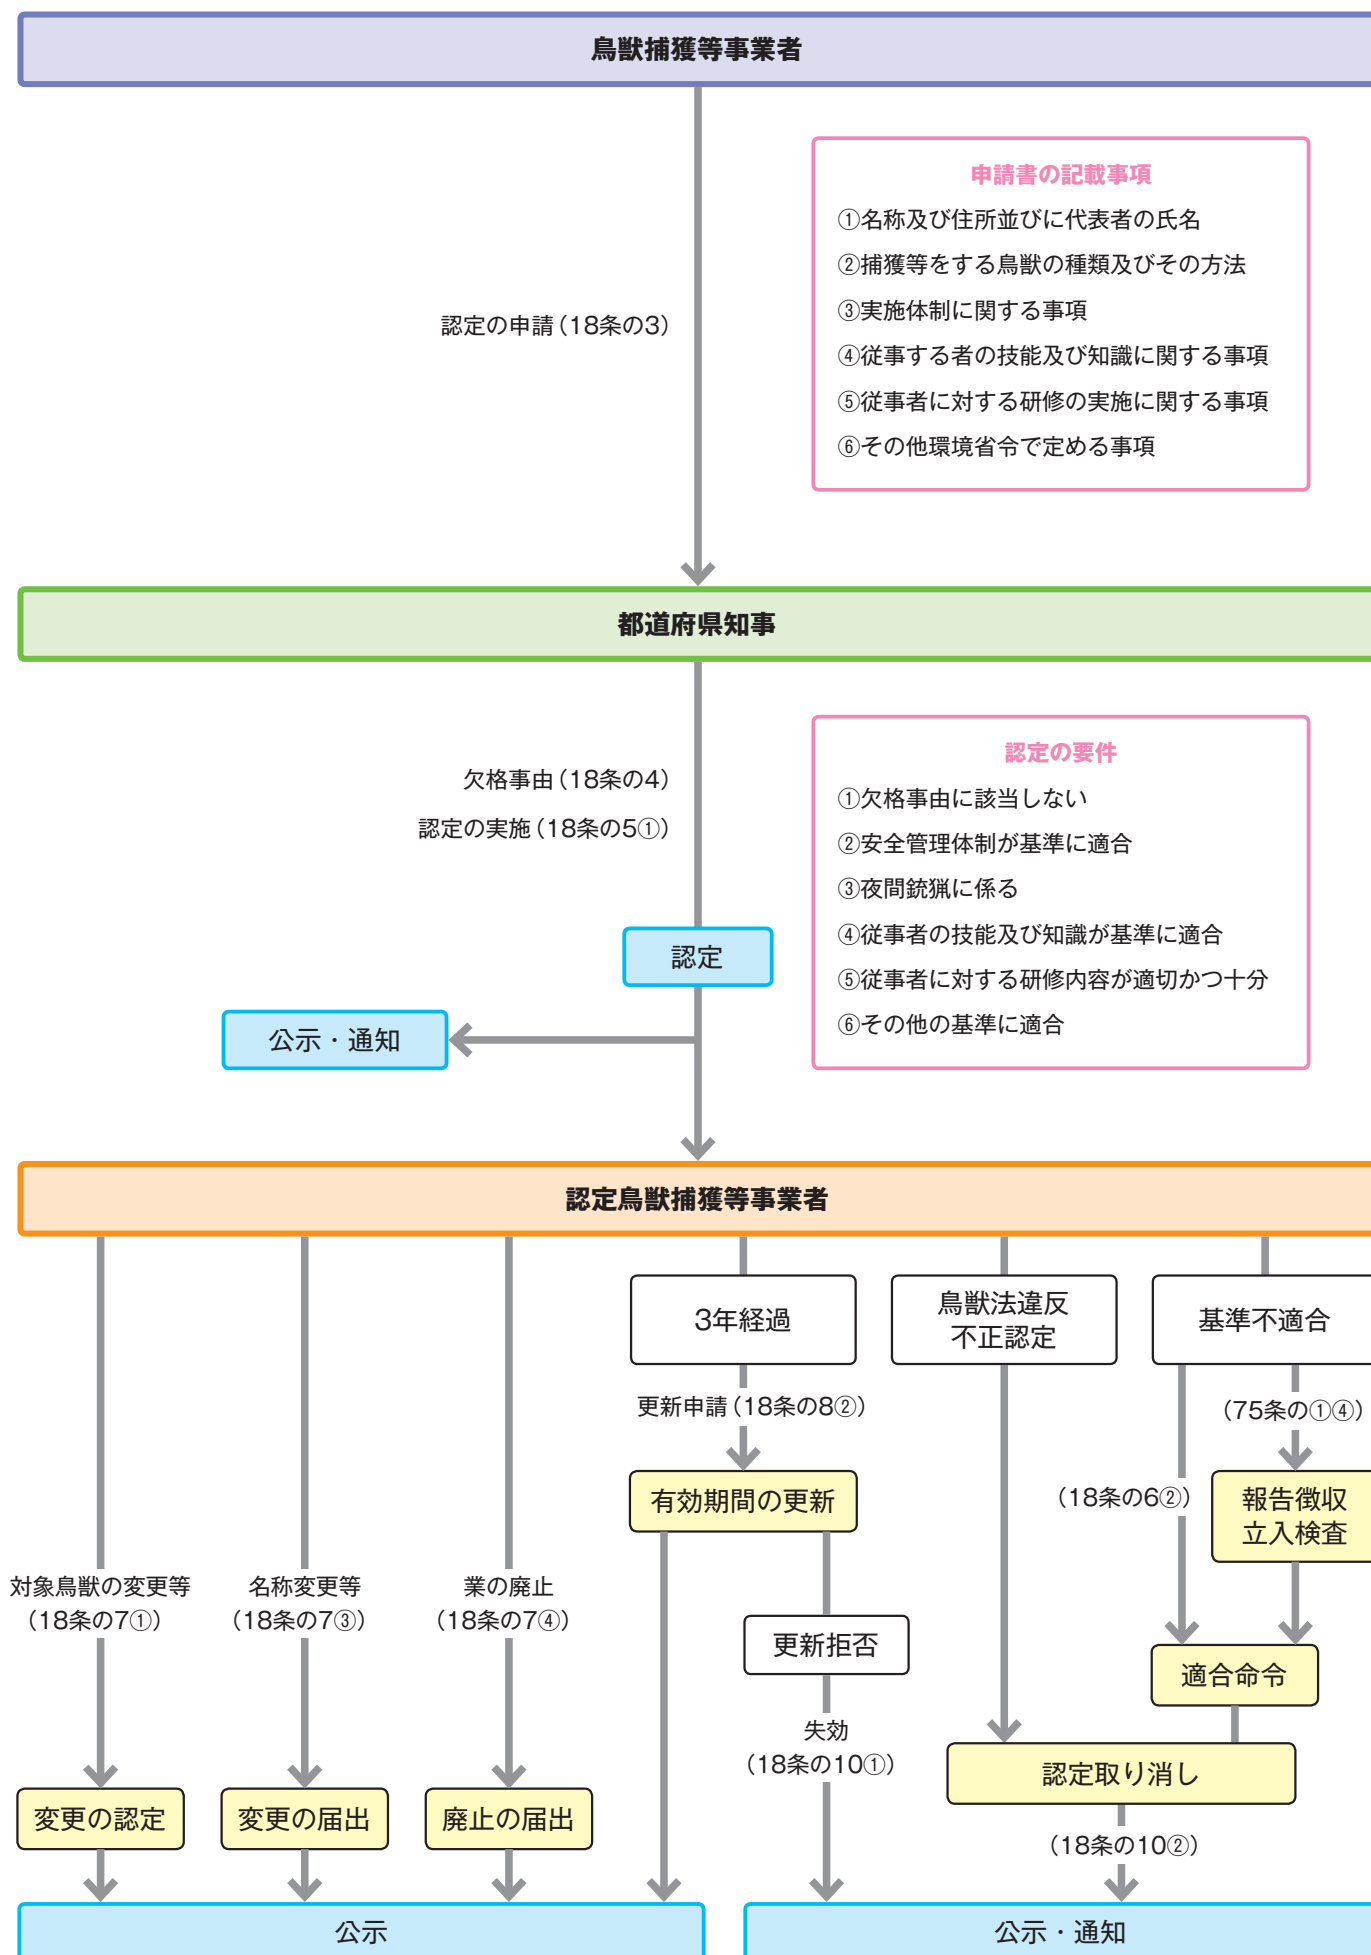 鳥獣捕獲等事業者
認定の申請（18条の3）
申請書の記載事項
①名称及び住所並びに代表者の氏名
②捕獲等をする鳥獣の種類及びその方法
③実施体制に関する事項
④従事する者の技能及び知識に関する事項
⑤従事者に対する研修の実施に関する事項
⑥その他環境省令で定める事項
都道府県知事
欠格事由（18条の4）
認定の実施（18条の5①）
認定の要件
①欠格事由に該当しない
②安全管理体制が基準に適合
③夜間銃猟に係る
④従事者の技能及び知識が基準に適合
⑤従事者に対する研修内容が適切かつ十分
⑥その他の基準に適合
認定
公示・通知
認定鳥獣捕獲等事業者
3年経過
鳥獣法違反
不正認定
基準不適合
更新申請（18条の8②）
（75条の①④）
有効期間の更新
（18条の6②）
報告徴収
立入検査
対象鳥獣の変更等
（18条の7①）
名称変更等
（18条の7③）
業の廃止
（18条の7④）
更新拒否
適合命令
失効
（18条の10①）
認定取り消し
変更の認定
変更の届出
廃止の届出
（18条の10②）
公示
公示・通知